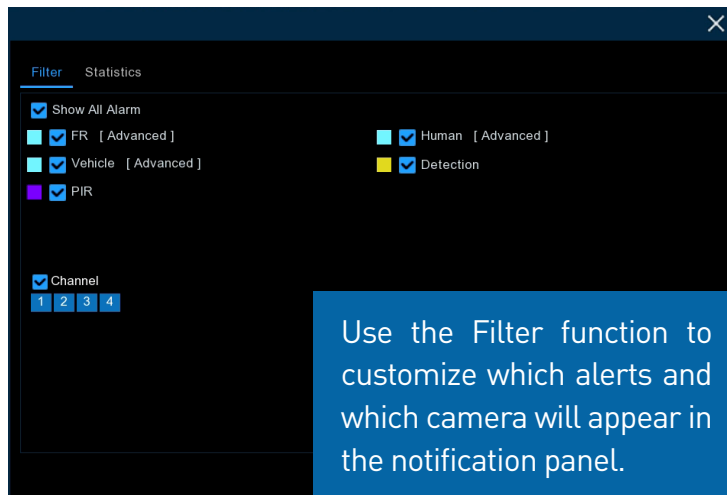 Filter Statistics
Show All Alarm
FR [ Advanced ] Human [ Advanced ]
Vehicle [ Advanced ] Detection
PIR
Channel
1 2 3 4
Use the Filter function to
customize which alerts and
which camera will appear in
the notification panel.